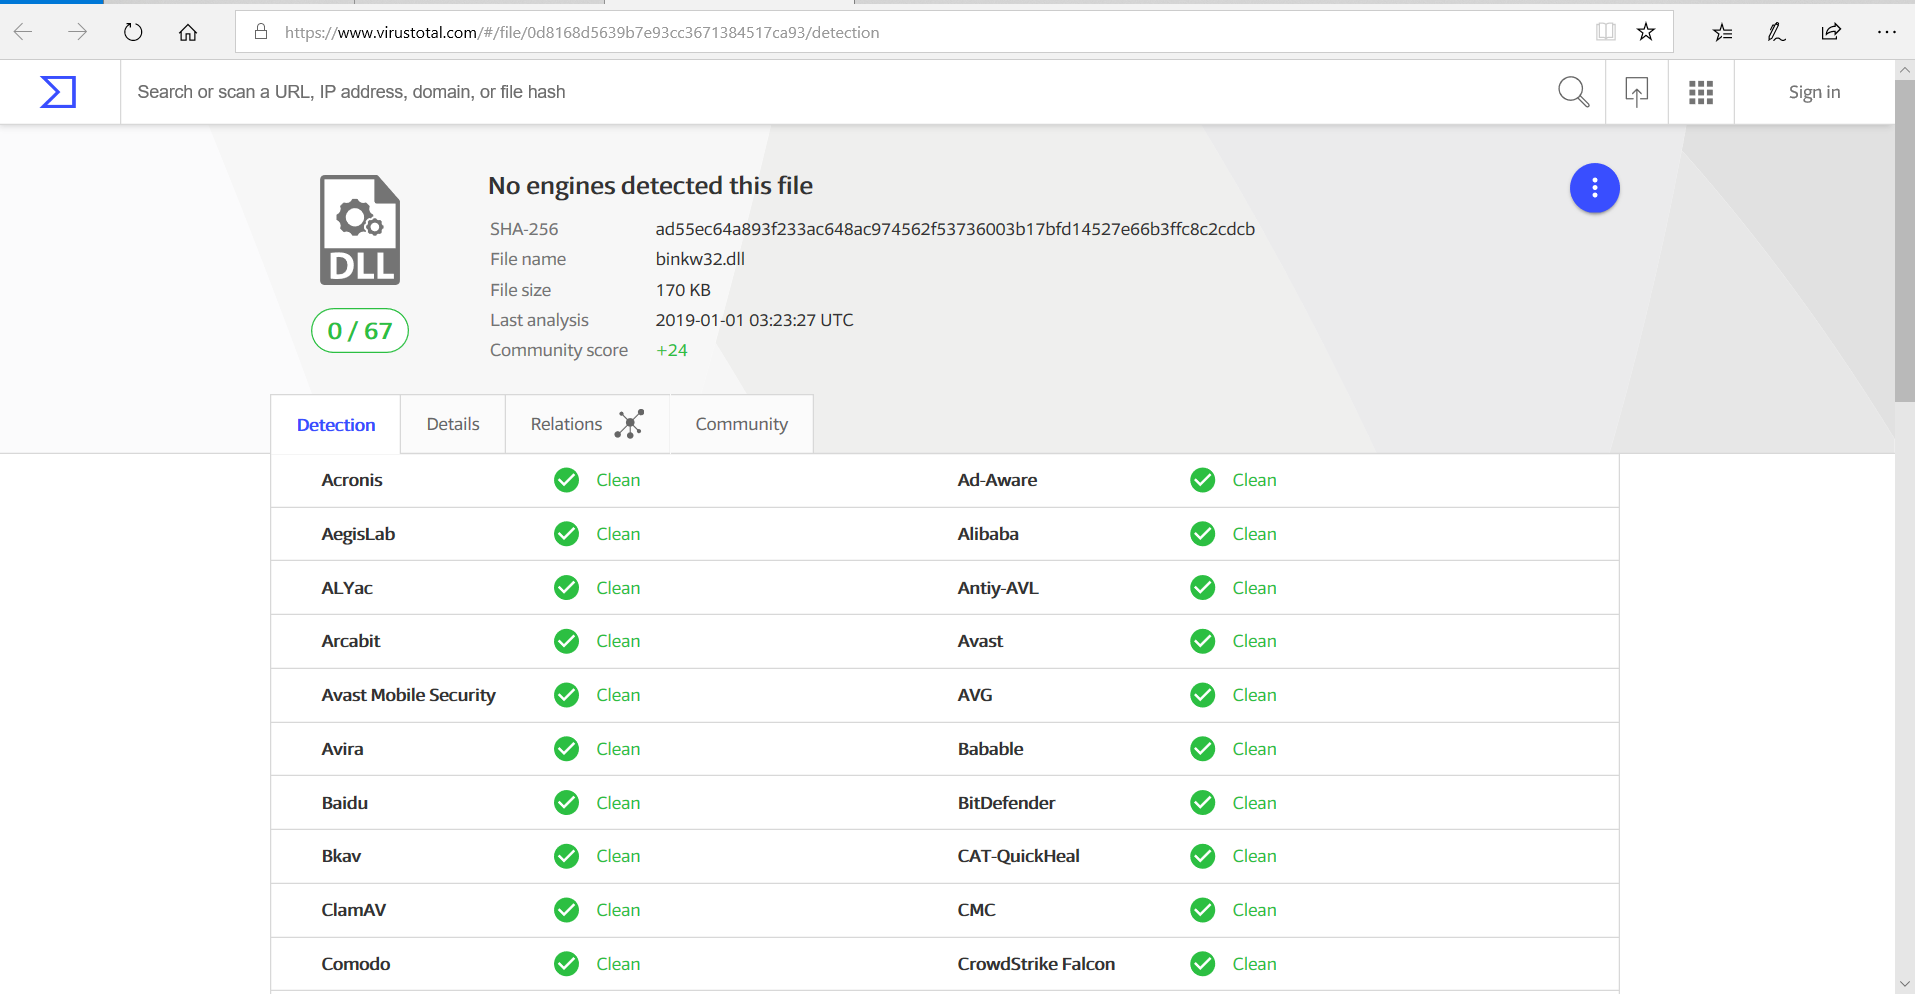 https://www.virustotal.com/#/file/0d8168d5639b7e93cc3671384517ca93/detection
Search or scan a URL, IP address, domain, or file hash
Sign in
DLL
0 / 67
No engines detected this file
SHA-256 ad55ec64a893f233ac648ac974562f53736003b17bfd14527e66b3ffc8c2cdcb
File name binkw32.dll
File size 170 KB
Last analysis 2019-01-01 03:23:27 UTC
Community score +24
Detection Details Relations Community
Acronis Clean Ad-Aware Clean
AegisLab Clean Alibaba Clean
ALYac Clean Antiy-AVL Clean
Arcabit Clean Avast Clean
Avast Mobile Security Clean AVG Clean
Avira Clean Babable Clean
Baidu Clean BitDefender Clean
Bkav Clean CAT-QuickHeal Clean
ClamAV Clean CMC Clean
Comodo Clean CrowdStrike Falcon Clean